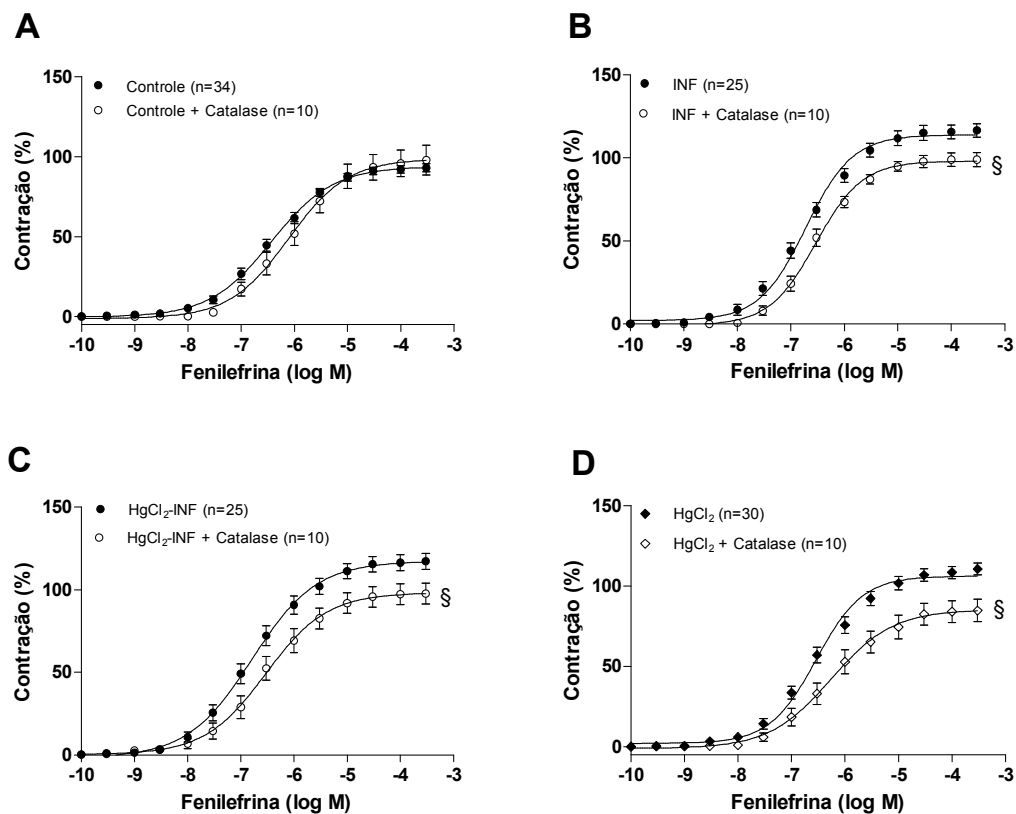 A
150
100
50
0
Contração (%)
Controle (n=34)
Controle + Catalase (n=10)
-10 -9 -8 -7 -6 -5 -4 -3
Fenilefrina (log M)
B
150
100
50
0
Contração (%)
INF (n=25)
INF + Catalase (n=10)
§
-10 -9 -8 -7 -6 -5 -4 -3
Fenilefrina (log M)
C
150
100
50
0
Contração (%)
HgCl₂-INF (n=25)
HgCl₂-INF + Catalase (n=10)
§
-10 -9 -8 -7 -6 -5 -4 -3
Fenilefrina (log M)
D
150
100
50
0
Contração (%)
HgCl₂ (n=30)
HgCl₂ + Catalase (n=10)
§
-10 -9 -8 -7 -6 -5 -4 -3
Fenilefrina (log M)